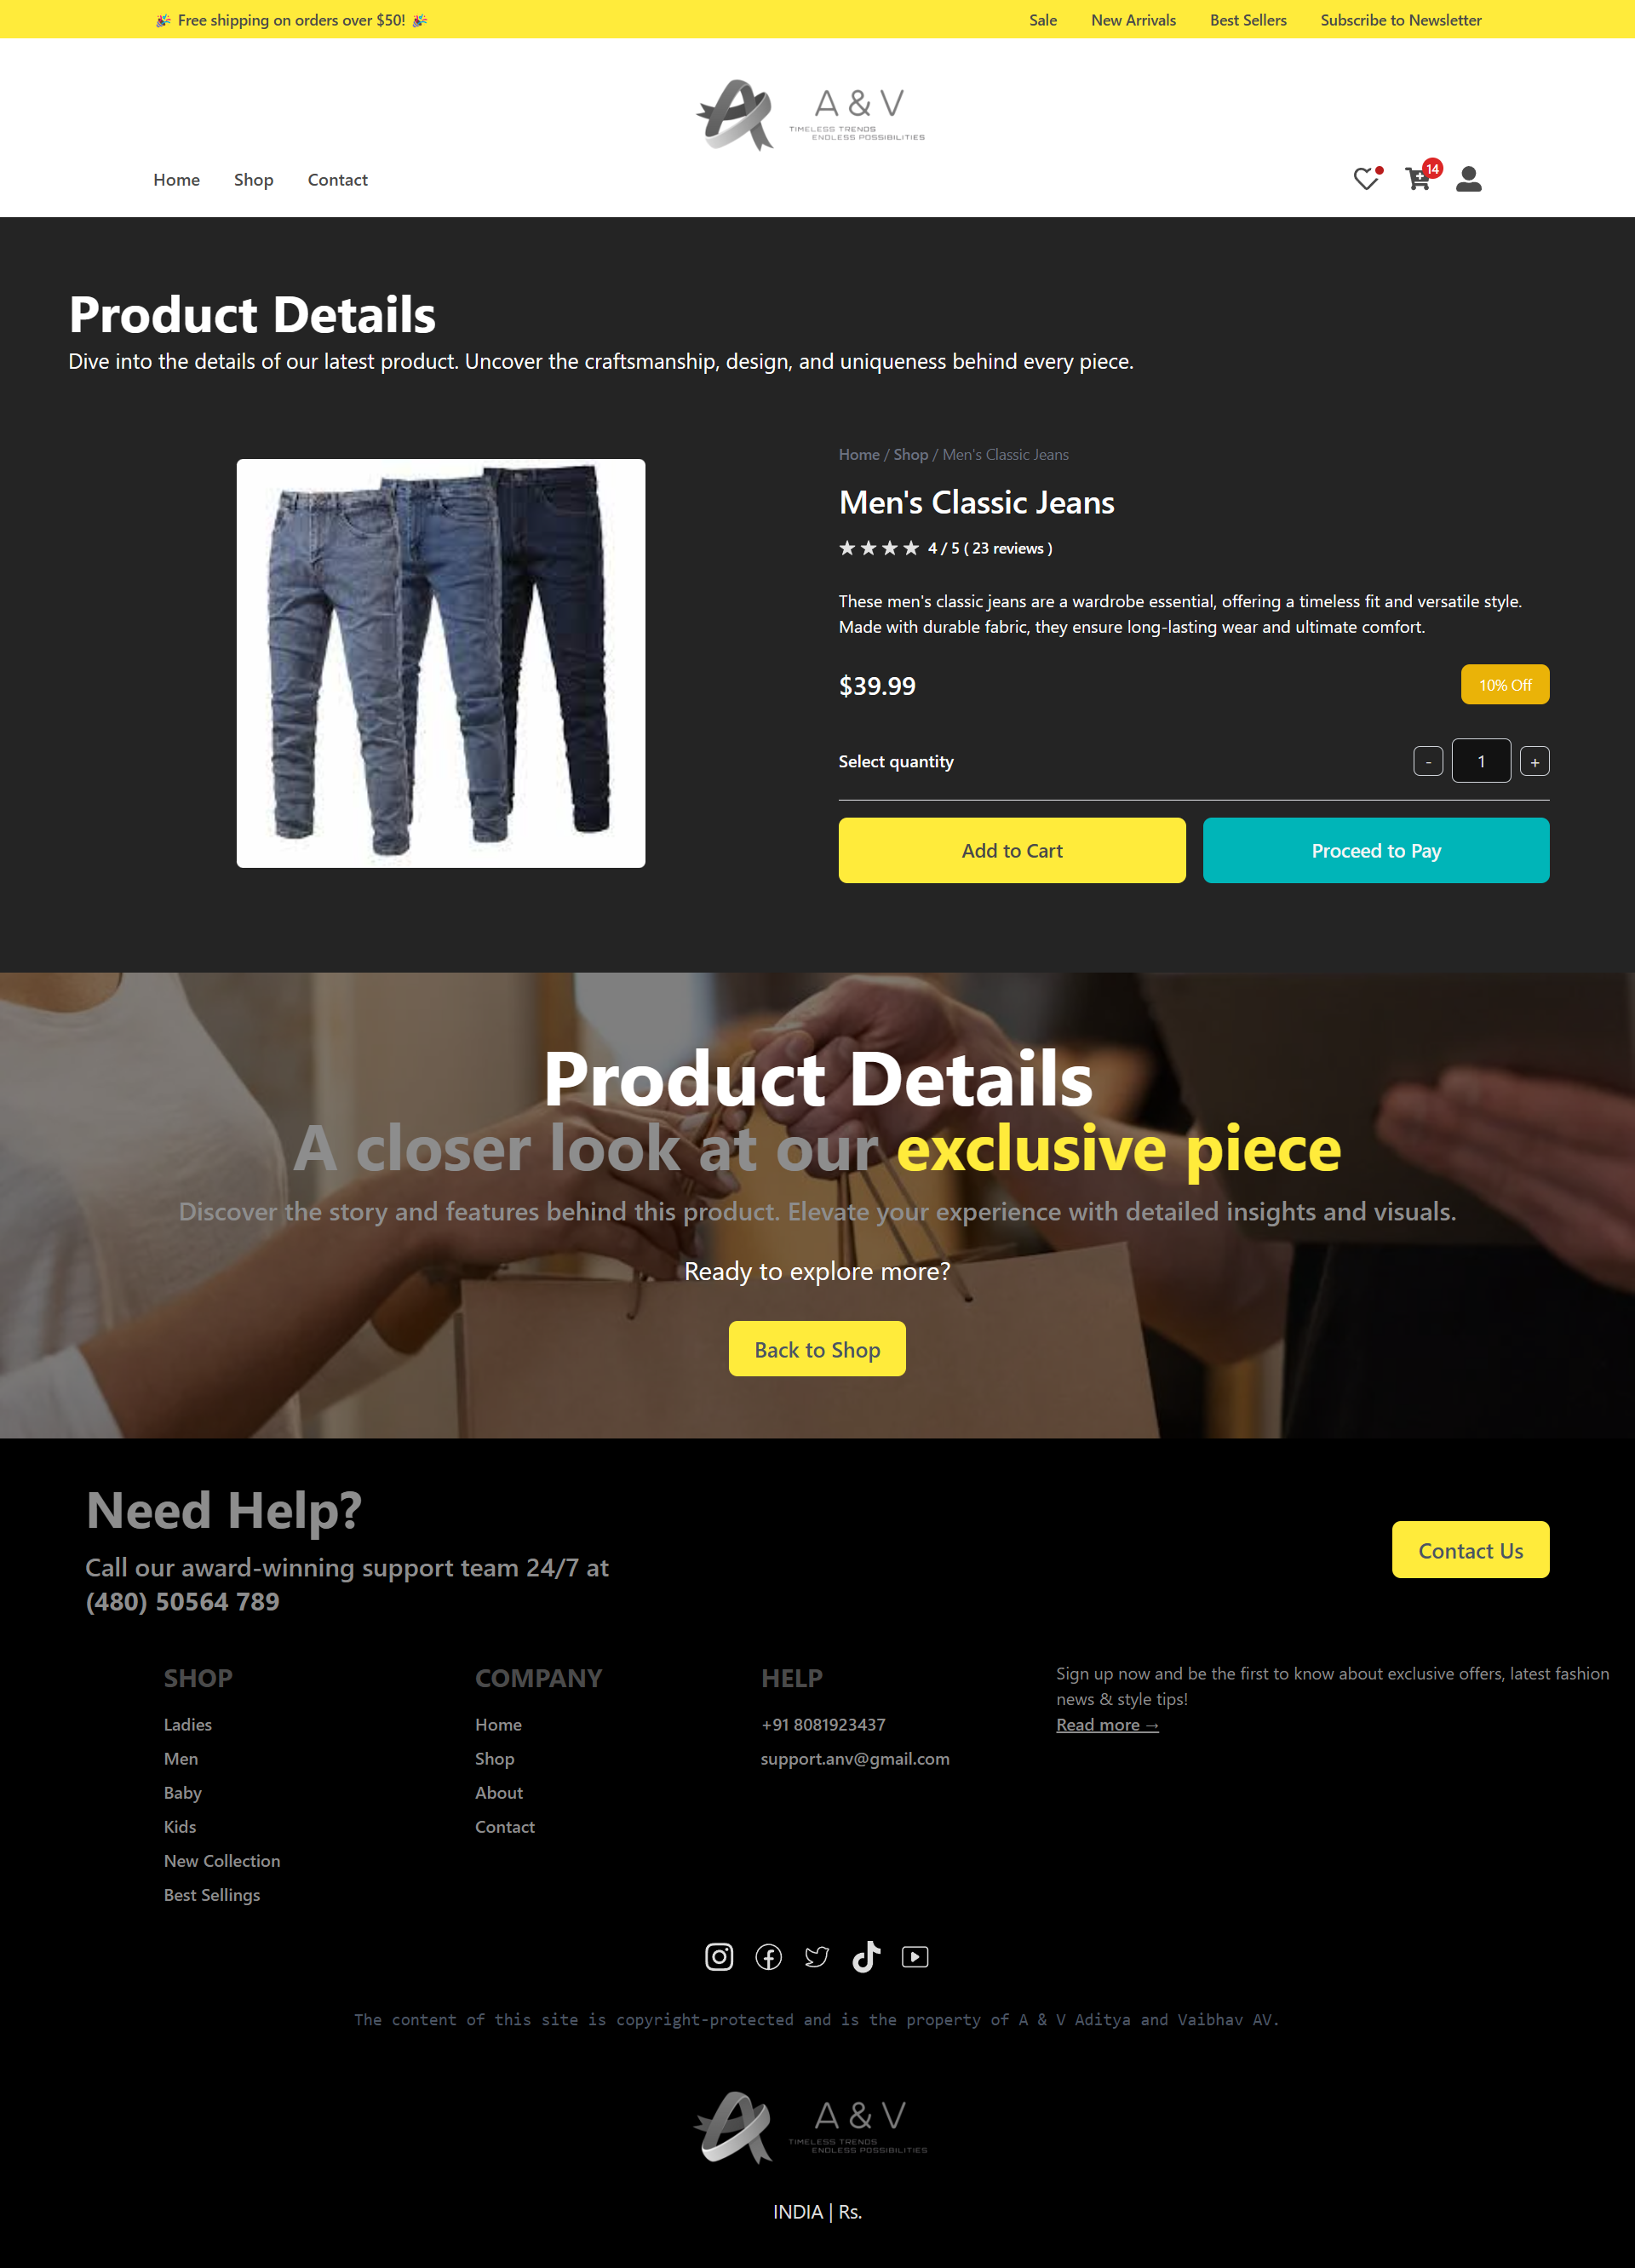 🎉 Free shipping on orders over $50! 🎉
Sale New Arrivals Best Sellers Subscribe to Newsletter
A & V
TIMELESS TRENDS
ENDLESS POSSIBILITIES
Home Shop Contact
14
Product Details
Dive into the details of our latest product. Uncover the craftsmanship, design, and uniqueness behind every piece.
Home / Shop / Men's Classic Jeans
Men's Classic Jeans
4 / 5 ( 23 reviews )
These men's classic jeans are a wardrobe essential, offering a timeless fit and versatile style.
Made with durable fabric, they ensure long-lasting wear and ultimate comfort.
$39.99
10% Off
Select quantity
- 1 +
Add to Cart
Proceed to Pay
Product Details
A closer look at our exclusive piece
Discover the story and features behind this product. Elevate your experience with detailed insights and visuals.
Ready to explore more?
Back to Shop
Need Help?
Call our award-winning support team 24/7 at
(480) 50564 789
Contact Us
SHOP
Ladies
Men
Baby
Kids
New Collection
Best Sellings
COMPANY
Home
Shop
About
Contact
HELP
+91 8081923437
support.anv@gmail.com
Sign up now and be the first to know about exclusive offers, latest fashion
news & style tips!
Read more →
The content of this site is copyright-protected and is the property of A & V Aditya and Vaibhav AV.
A & V
TIMELESS TRENDS
ENDLESS POSSIBILITIES
INDIA | Rs.